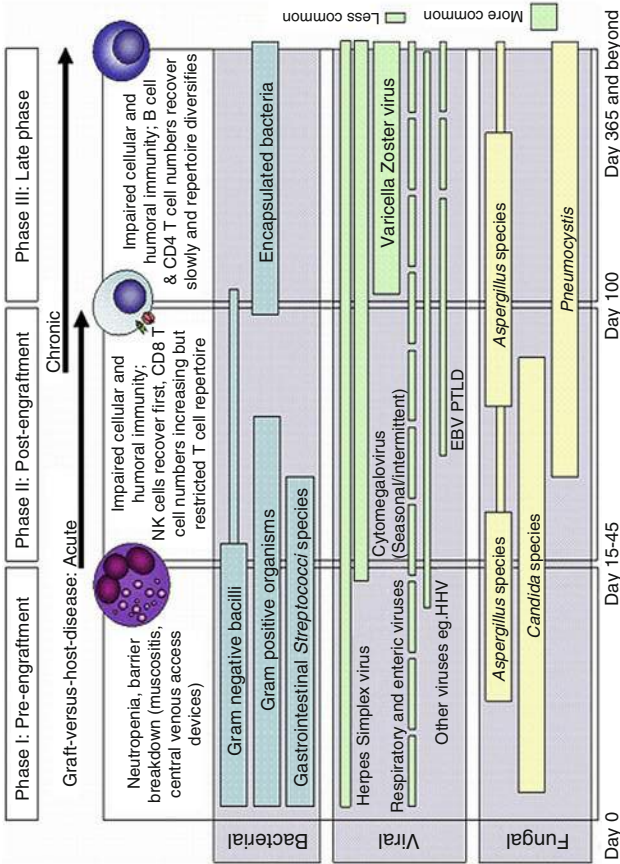 Phase I: Pre-engraftment
Phase II: Post-engraftment
Phase III: Late phase
Graft-versus-host-disease: Acute
Chronic
Neutropenia, barrier
breakdown (muscositis,
central venous access
devices)
Impaired cellular and
humoral immunity;
NK cells recover first, CD8 T
cell numbers increasing but
restricted T cell repertoire
Impaired cellular and
humoral immunity; B cell
& CD4 T cell numbers recover
slowly and repertoire diversifies
Bacterial
Gram negative bacilli
Gram positive organisms
Encapsulated bacteria
Gastrointestinal Streptococci species
Viral
Herpes Simplex virus
Cytomegalovirus
Varicella Zoster virus
Respiratory and enteric viruses
(Seasonal/intermittent)
Other viruses eg.HHV
EBV PTLD
Fungal
Aspergillus species
Aspergillus species
Candida species
Pneumocystis
Day 0
Day 15-45
Day 100
Day 365 and beyond
Less common
More common